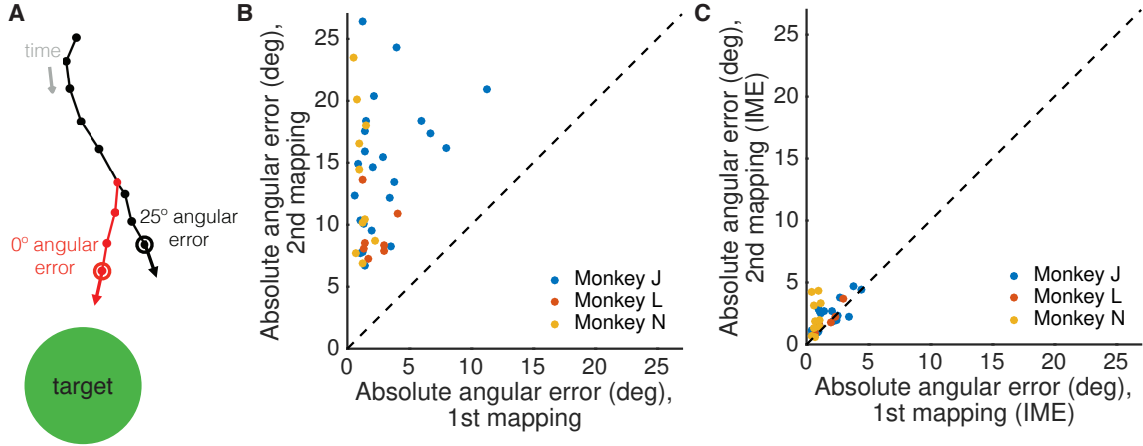 A
time
25° angular
error
0° angular
error
target
B
Absolute angular error (deg),
2nd mapping
25
20
15
10
5
0
0
5
10
15
20
25
Monkey J
Monkey L
Monkey N
Absolute angular error (deg),
1st mapping
C
Absolute angular error (deg),
2nd mapping (IME)
25
20
15
10
5
0
0
5
10
15
20
25
Monkey J
Monkey L
Monkey N
Absolute angular error (deg),
1st mapping (IME)